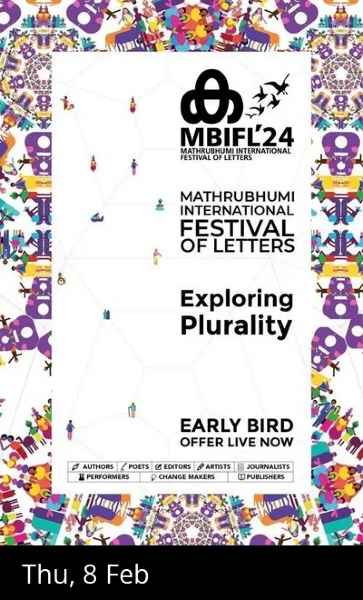 MBIFL'24
MATHRUBHUMI INTERNATIONAL
FESTIVAL OF LETTERS
MATHRUBHUMI
INTERNATIONAL
FESTIVAL
OF LETTERS
Exploring
Plurality
EARLY BIRD
OFFER LIVE NOW
AUTHORS POETS EDITORS ARTISTS JOURNALISTS
PERFORMERS CHANGE MAKERS PUBLISHERS
Thu, 8 Feb